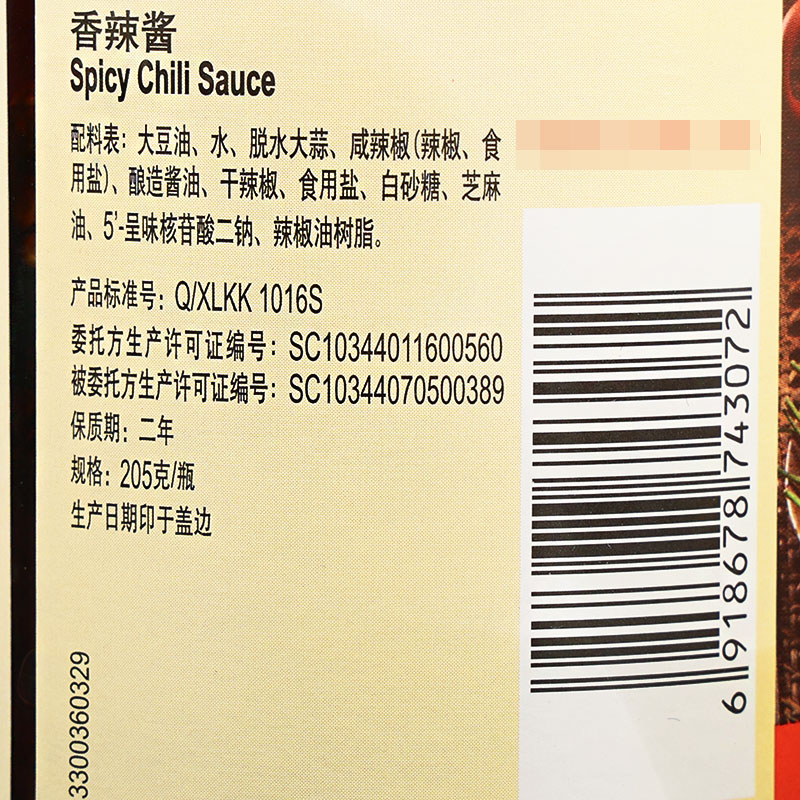 香辣酱
Spicy Chili Sauce
配料表：大豆油、水、脱水大蒜、咸辣椒(辣椒、食
用盐)、酿造酱油、干辣椒、食用盐、白砂糖、芝麻
油、5'-呈味核苷酸二钠、辣椒油树脂。
产品标准号：Q/XLKK 1016S
委托方生产许可证编号：SC10344011600560
被委托方生产许可证编号：SC10344070500389
保质期：二年
规格：205克/瓶
生产日期印于盖边
3300360329
6918678743072